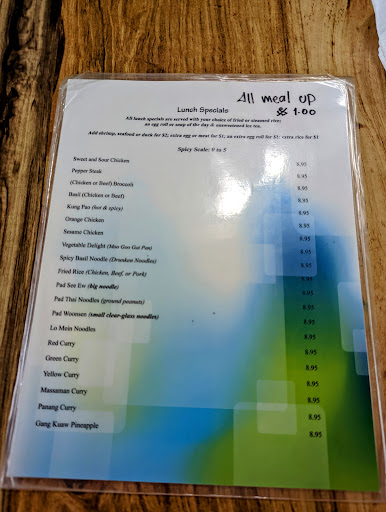 All meal up
$ 1.00
Lunch Specials
All lunch specials are served with your choice of fried or steamed rice;
an egg roll or soup of the day & unsweetened ice tea.
Add shrimp, seafood or duck for $2; extra egg or meat for $1; an extra egg roll for $1; extra rice for $1
Spicy Scale: 0 to 5
Sweet and Sour Chicken 8.95
Pepper Steak 8.95
(Chicken or Beef) Broccoli 8.95
Basil (Chicken or Beef) 8.95
Kung Pao (hot & spicy) 8.95
Orange Chicken 8.95
Sesame Chicken 8.95
Vegetable Delight (Moo Goo Gai Pan) 8.95
Spicy Basil Noodle (Drunken Noodles) 8.95
Fried Rice (Chicken, Beef, or Pork) 8.95
Pad See Ew (big noodle) 8.95
Pad Thai Noodles (ground peanuts) 8.95
Pad Woonsen (small clear-glass noodles) 8.95
Lo Mein Noodles 8.95
Red Curry 8.95
Green Curry 8.95
Yellow Curry 8.95
Massaman Curry 8.95
Panang Curry 8.95
Gang Kuaw Pineapple 8.95